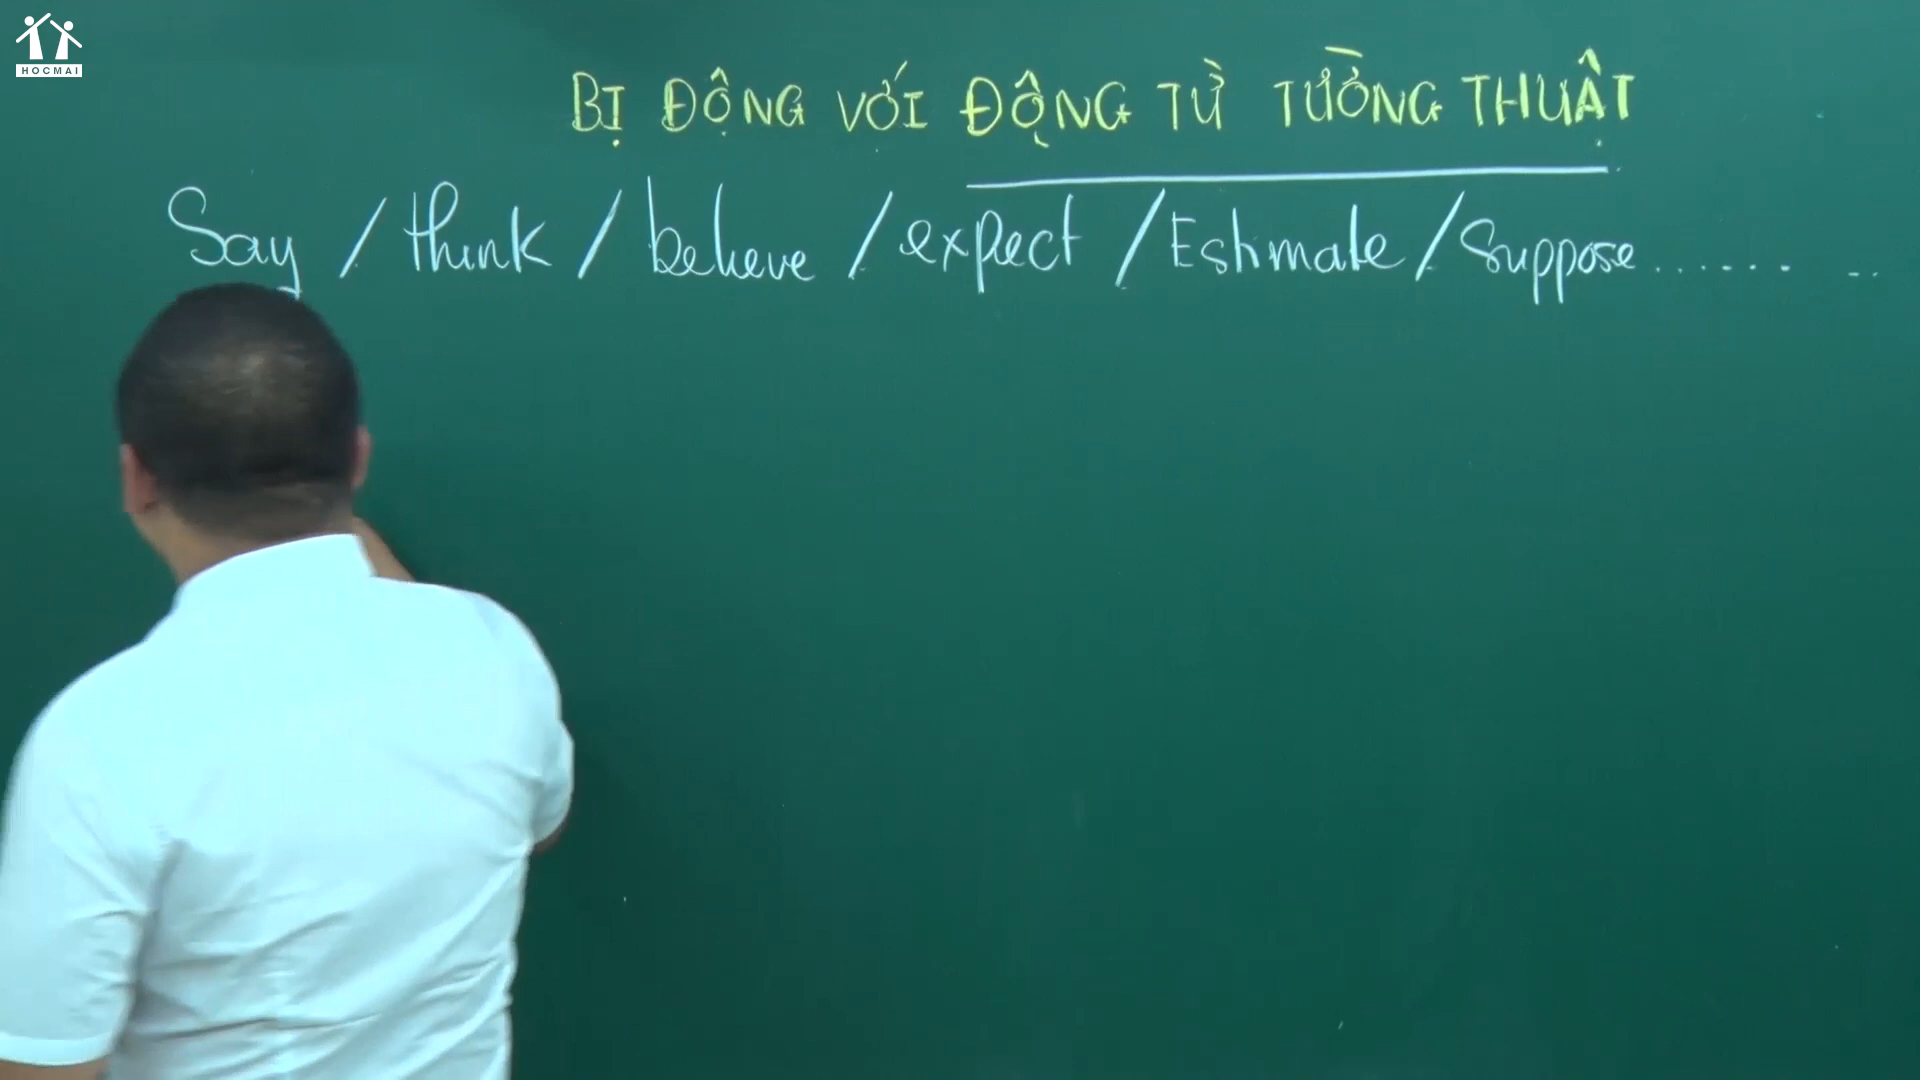 HOCMAI
BỊ ĐỘNG VỚI ĐỘNG TỪ TƯỜNG THUẬT
Say / think / believe / expect / Estimate / Suppose...... ..